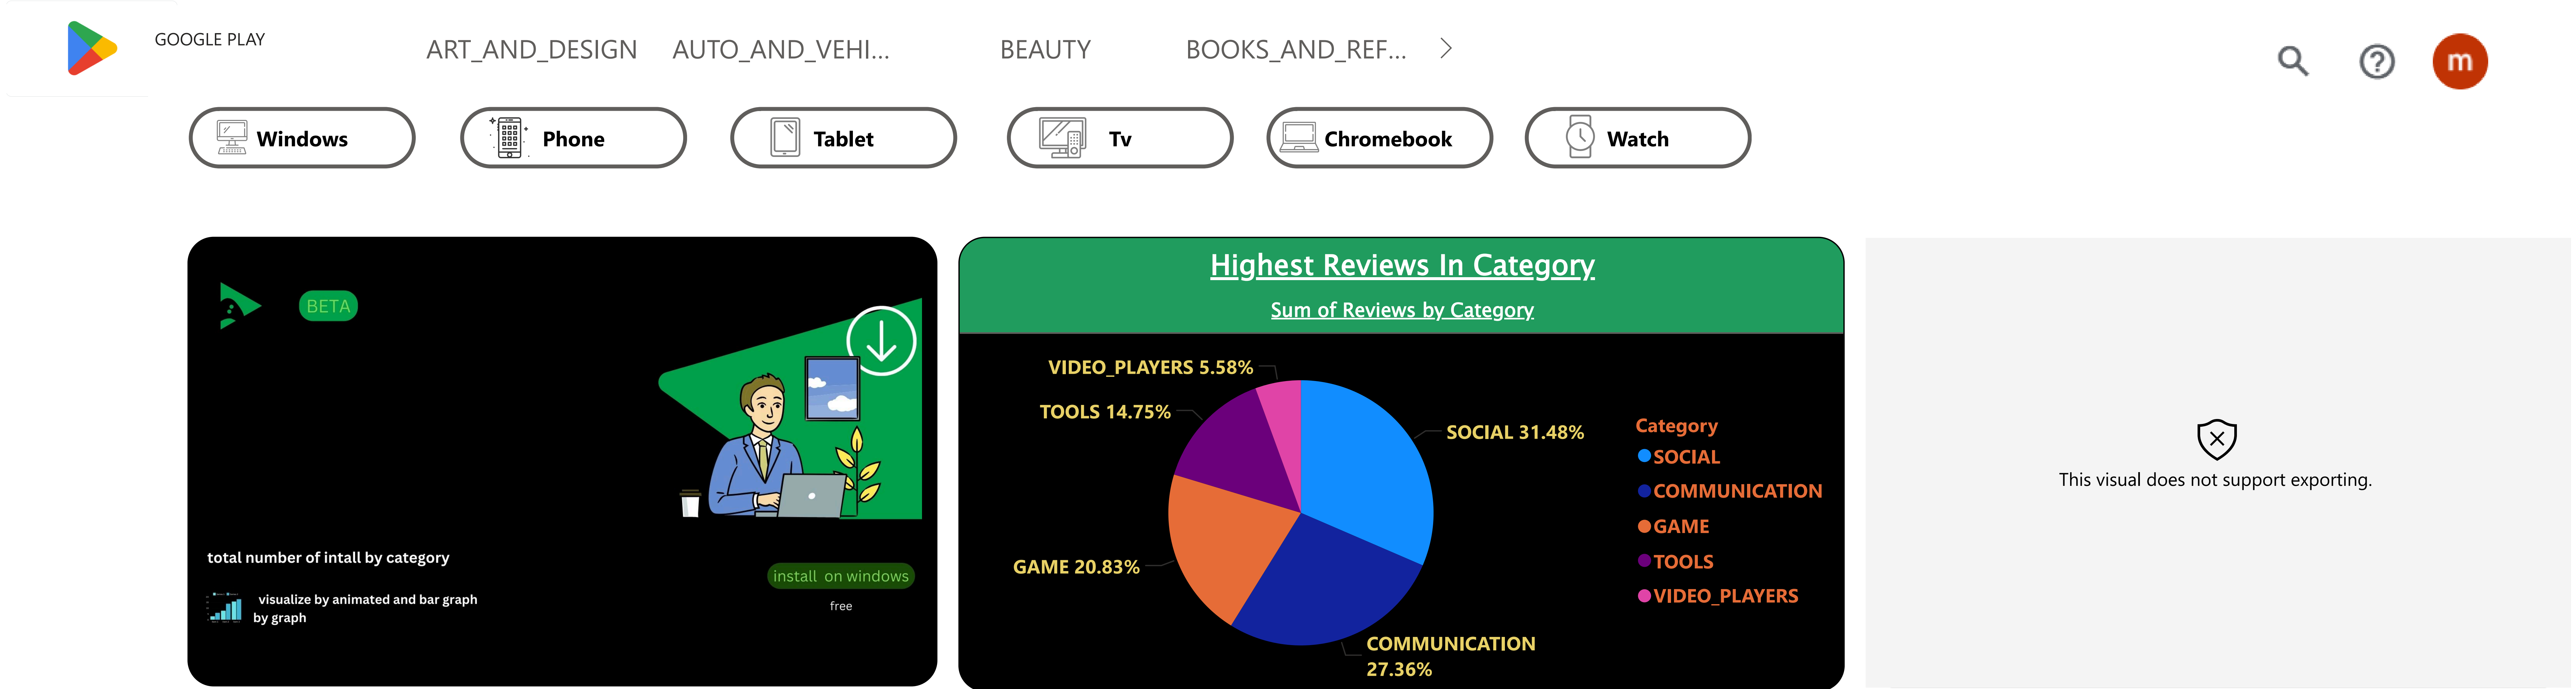 GOOGLE PLAY
ART_AND_DESIGN
AUTO_AND_VEHI...
BEAUTY
BOOKS_AND_REF...
m
Windows
Phone
Tablet
Tv
Chromebook
Watch
BETA
total number of intall by category
visualize by animated and bar graph
by graph
install on windows
free
Highest Reviews In Category
Sum of Reviews by Category
VIDEO_PLAYERS 5.58%
TOOLS 14.75%
SOCIAL 31.48%
GAME 20.83%
COMMUNICATION
27.36%
Category
SOCIAL
COMMUNICATION
GAME
TOOLS
VIDEO_PLAYERS
This visual does not support exporting.